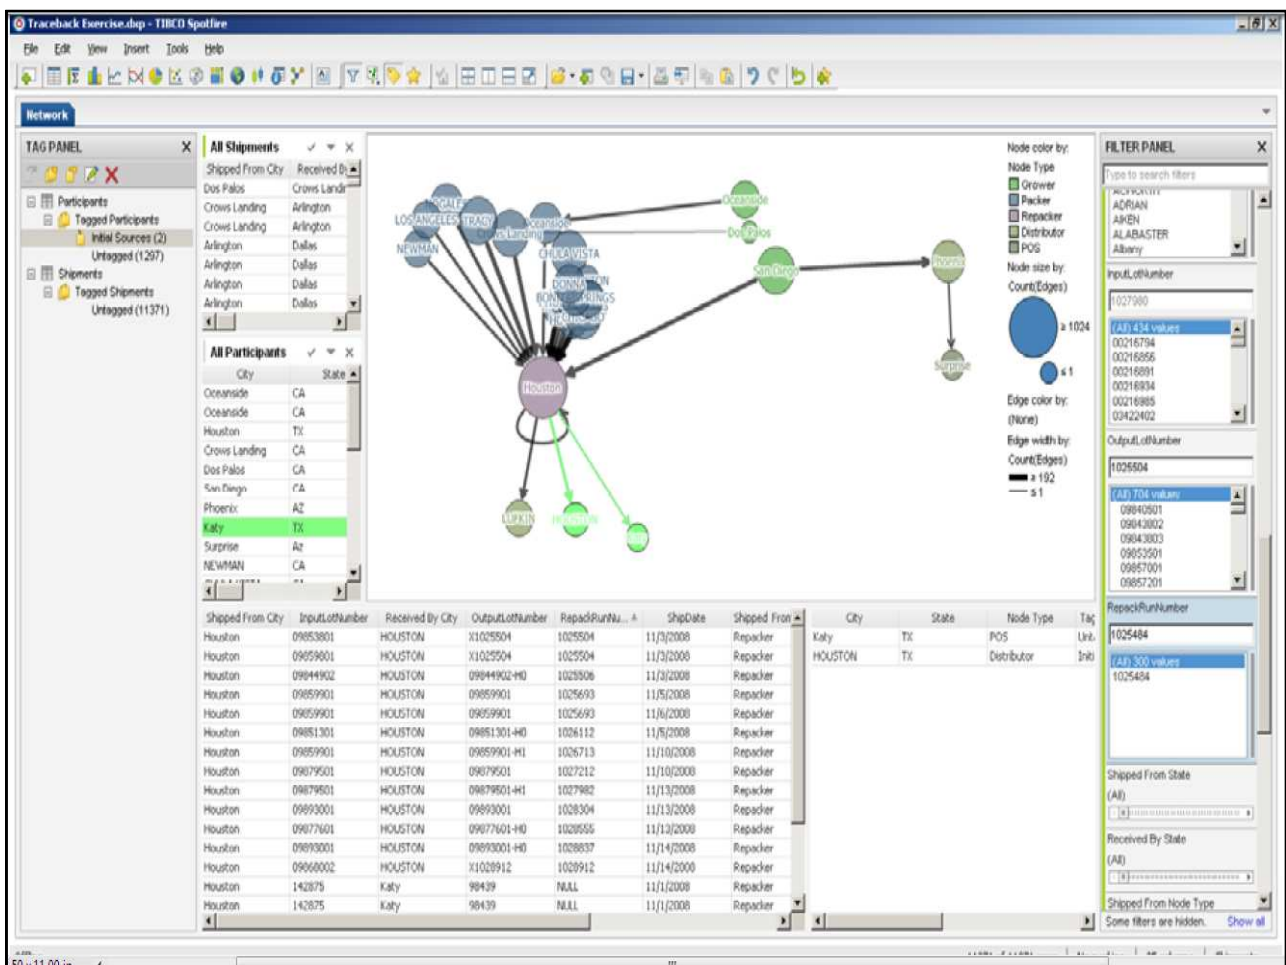 Traceback Exercise.dxp - TIBCO Spotfire
File Edit View Insert Tools Help
Network
TAG PANEL
Participants
Tagged Participants
Initial Sources (2)
Untagged (1297)
Shipments
Tagged Shipments
Untagged (11371)
All Shipments
Shipped From City Received By
Dos Palos Crows Landir
Crows Landing Arlington
Crows Landing Arlington
Arlington Dallas
Arlington Dallas
Arlington Dallas
Arlington Dallas
All Participants
City State
Oceanside CA
Oceanside CA
Houston TX
Crows Landing CA
Dos Palos CA
San Diego CA
Phoenix AZ
Katy TX
Surprise Az
NEWMAN CA
LOS ANGELES
TRACY
NEWMAN
Oceanside
CHULA VISTA
DONNA
Oceanside
Dos Palos
San Diego
Phoenix
Surprise
Houston
LUFKIN
HOUSTON
Node color by:
Node Type
Grower
Packer
Repacker
Distributor
POS
Node size by:
Count(Edges)
≥ 1024
≤ 1
Edge color by:
(None)
Edge width by:
Count(Edges)
≥ 192
≤ 1
FILTER PANEL
Type to search filters
ADRIAN
AIKEN
ALABASTER
Albany
InputLotNumber
1027980
(All) 434 values
00216794
00216856
00216891
00216934
00216985
03422402
OutputLotNumber
1025504
(All) 704 values
09840501
09843802
09843803
09853501
09857001
09857201
RepackRunNumber
1025484
(All) 300 values
1025484
Shipped From State
(All)
Received By State
(All)
Shipped From Node Type
Some filters are hidden. Show all
Shipped From City InputLotNumber Received By City OutputLotNumber RepackRunNu... ShipDate Shipped From
Houston 09853801 HOUSTON X1025504 1025504 11/3/2008 Repacker
Houston 09859801 HOUSTON X1025504 1025504 11/3/2008 Repacker
Houston 09844902 HOUSTON 09844902-H0 1025506 11/3/2008 Repacker
Houston 09859901 HOUSTON 09859901 1025693 11/5/2008 Repacker
Houston 09859901 HOUSTON 09859901 1025693 11/6/2008 Repacker
Houston 09851301 HOUSTON 09851301-H0 1026112 11/5/2008 Repacker
Houston 09859901 HOUSTON 09859901-H1 1026713 11/10/2008 Repacker
Houston 09879501 HOUSTON 09879501 1027212 11/10/2008 Repacker
Houston 09879501 HOUSTON 09879501-H1 1027982 11/13/2008 Repacker
Houston 09893001 HOUSTON 09893001 1028304 11/13/2008 Repacker
Houston 09877601 HOUSTON 09877601-H0 1028555 11/13/2008 Repacker
Houston 09893001 HOUSTON 09893001-H0 1028837 11/14/2008 Repacker
Houston 09868002 HOUSTON X1028912 1028912 11/14/2008 Repacker
Houston 142875 Katy 98439 NULL 11/1/2008 Repacker
Houston 142875 Katy 98439 NULL 11/1/2008 Repacker
City State Node Type Tag
Katy TX POS Unt
HOUSTON TX Distributor Initi